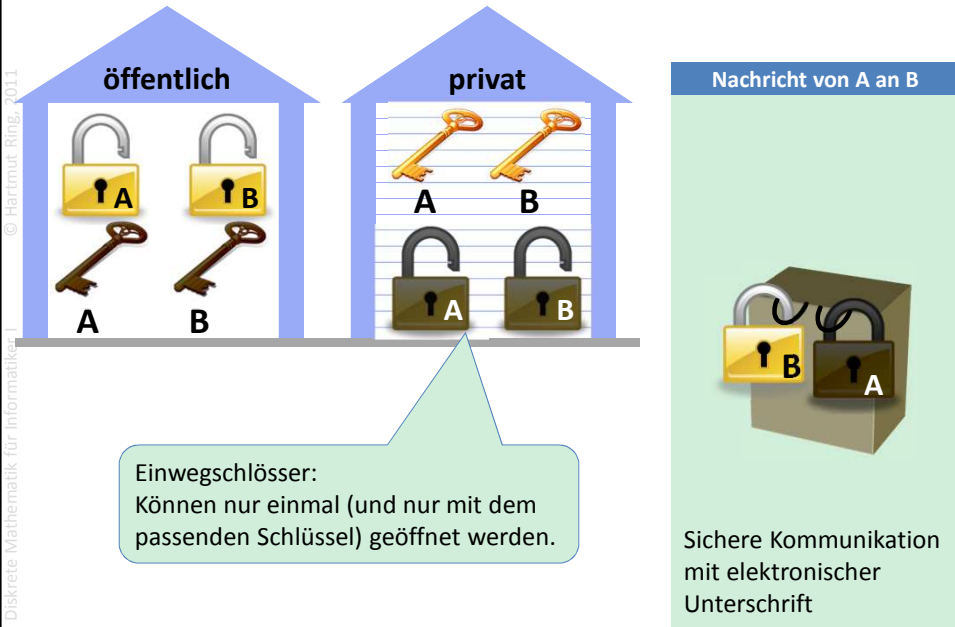 öffentlich
privat
A
B
A
B
A
B
A
B
Einwegschlösser:
Können nur einmal (und nur mit dem
passenden Schlüssel) geöffnet werden.
Nachricht von A an B
B
A
Sichere Kommunikation
mit elektronischer
Unterschrift
Diskrete Mathematik für Informatiker I © Hartmut Ring, 2011